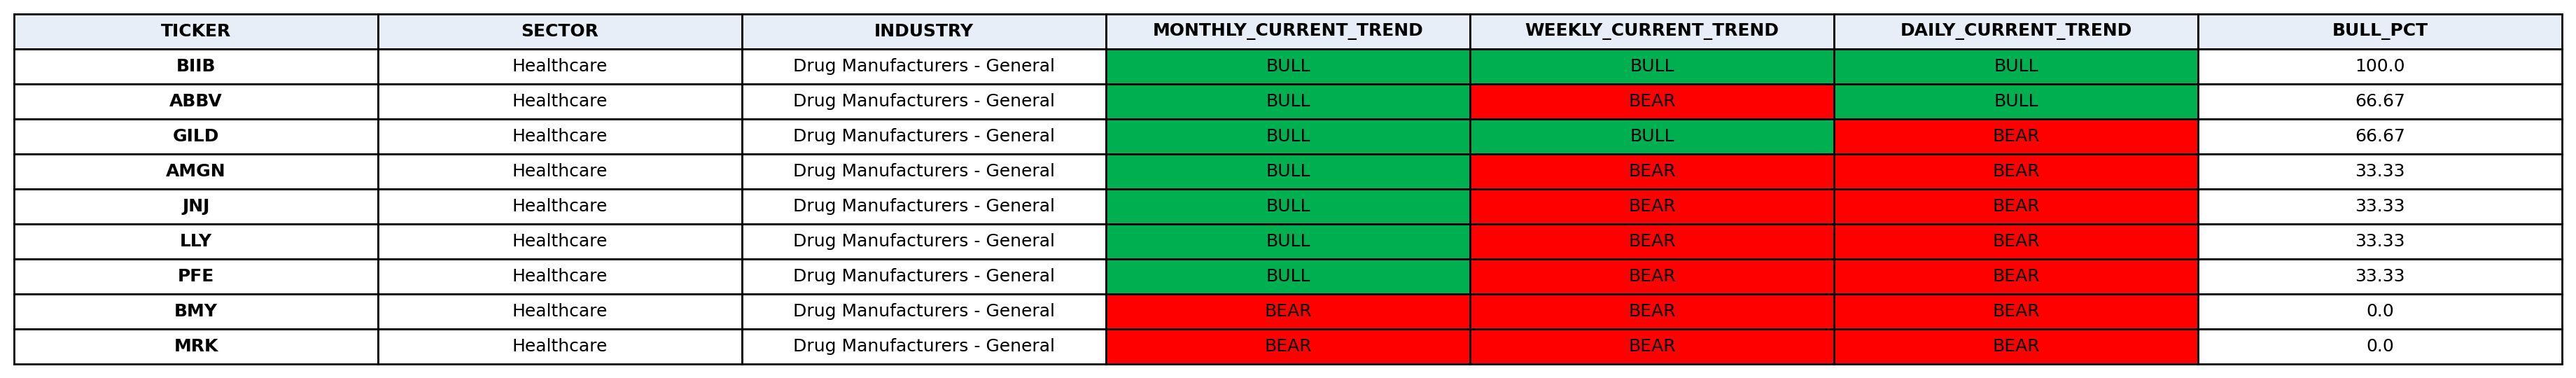 TICKER SECTOR INDUSTRY MONTHLY_CURRENT_TREND WEEKLY_CURRENT_TREND DAILY_CURRENT_TREND BULL_PCT
BIIB Healthcare Drug Manufacturers - General BULL BULL BULL 100.0
ABBV Healthcare Drug Manufacturers - General BULL BEAR BULL 66.67
GILD Healthcare Drug Manufacturers - General BULL BULL BEAR 66.67
AMGN Healthcare Drug Manufacturers - General BULL BEAR BEAR 33.33
JNJ Healthcare Drug Manufacturers - General BULL BEAR BEAR 33.33
LLY Healthcare Drug Manufacturers - General BULL BEAR BEAR 33.33
PFE Healthcare Drug Manufacturers - General BULL BEAR BEAR 33.33
BMY Healthcare Drug Manufacturers - General BEAR BEAR BEAR 0.0
MRK Healthcare Drug Manufacturers - General BEAR BEAR BEAR 0.0